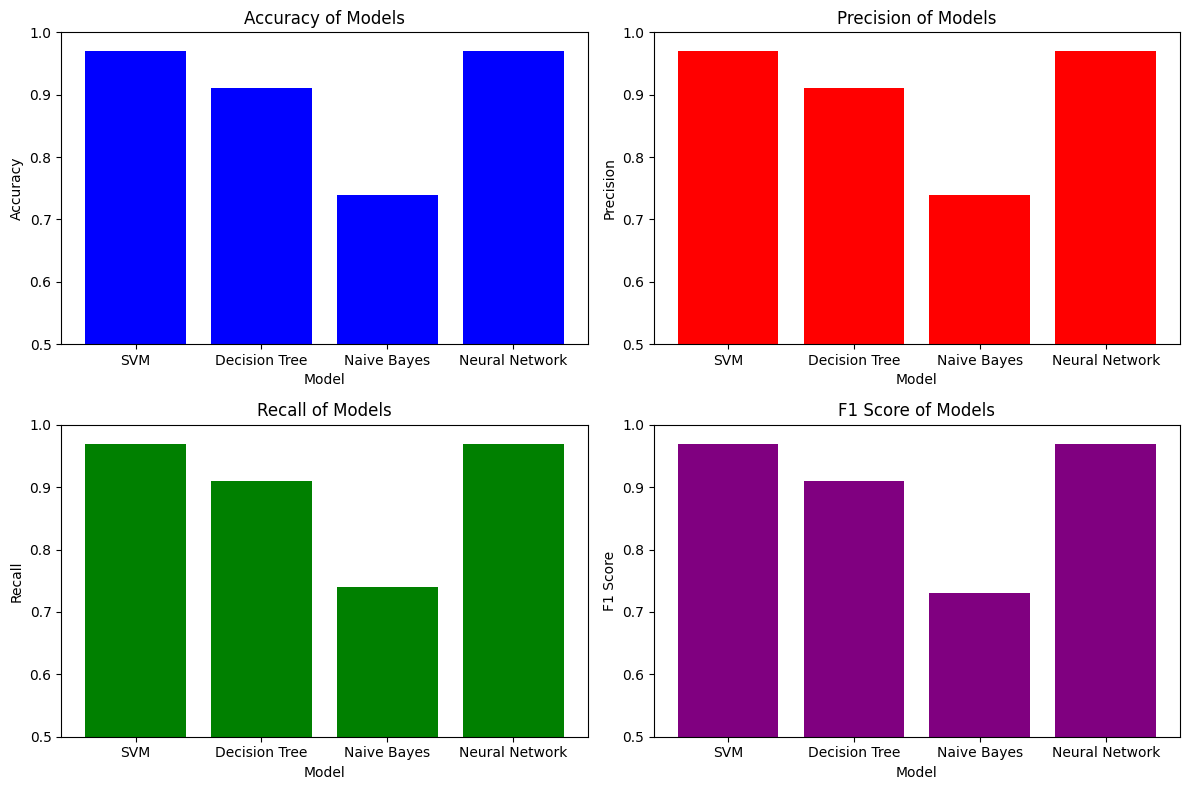 Accuracy of Models
1.0
0.9
0.8
0.7
0.6
0.5
Accuracy
SVM Decision Tree Naive Bayes Neural Network
Model
Precision of Models
1.0
0.9
0.8
0.7
0.6
0.5
Precision
SVM Decision Tree Naive Bayes Neural Network
Model
Recall of Models
1.0
0.9
0.8
0.7
0.6
0.5
Recall
SVM Decision Tree Naive Bayes Neural Network
Model
F1 Score of Models
1.0
0.9
0.8
0.7
0.6
0.5
F1 Score
SVM Decision Tree Naive Bayes Neural Network
Model